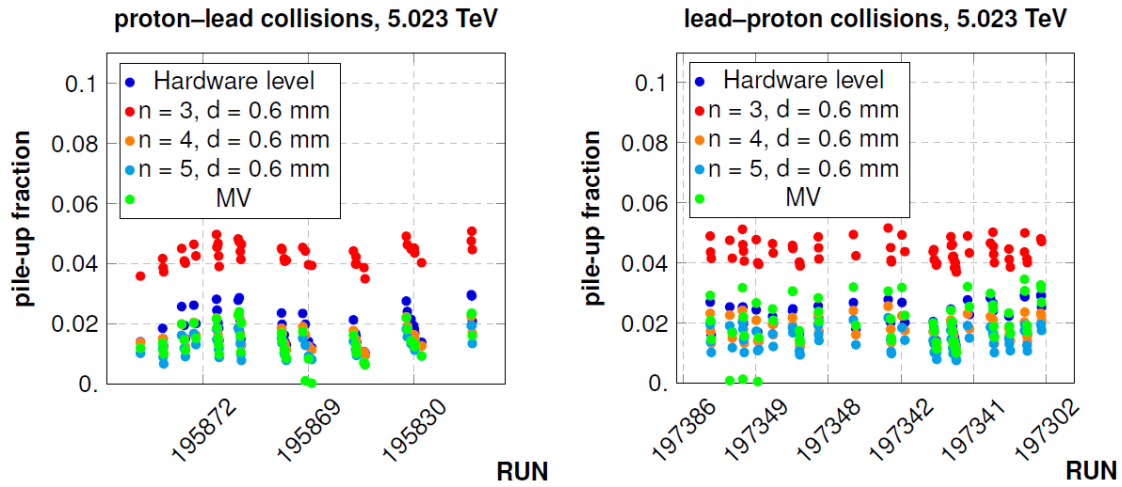 proton–lead collisions, 5.023 TeV
pile-up fraction
0.1
0.08
0.06
0.04
0.02
0.
Hardware level
n = 3, d = 0.6 mm
n = 4, d = 0.6 mm
n = 5, d = 0.6 mm
MV
195872
195869
195830
RUN
lead–proton collisions, 5.023 TeV
pile-up fraction
0.1
0.08
0.06
0.04
0.02
0.
Hardware level
n = 3, d = 0.6 mm
n = 4, d = 0.6 mm
n = 5, d = 0.6 mm
MV
197386
197349
197348
197342
197341
197302
RUN